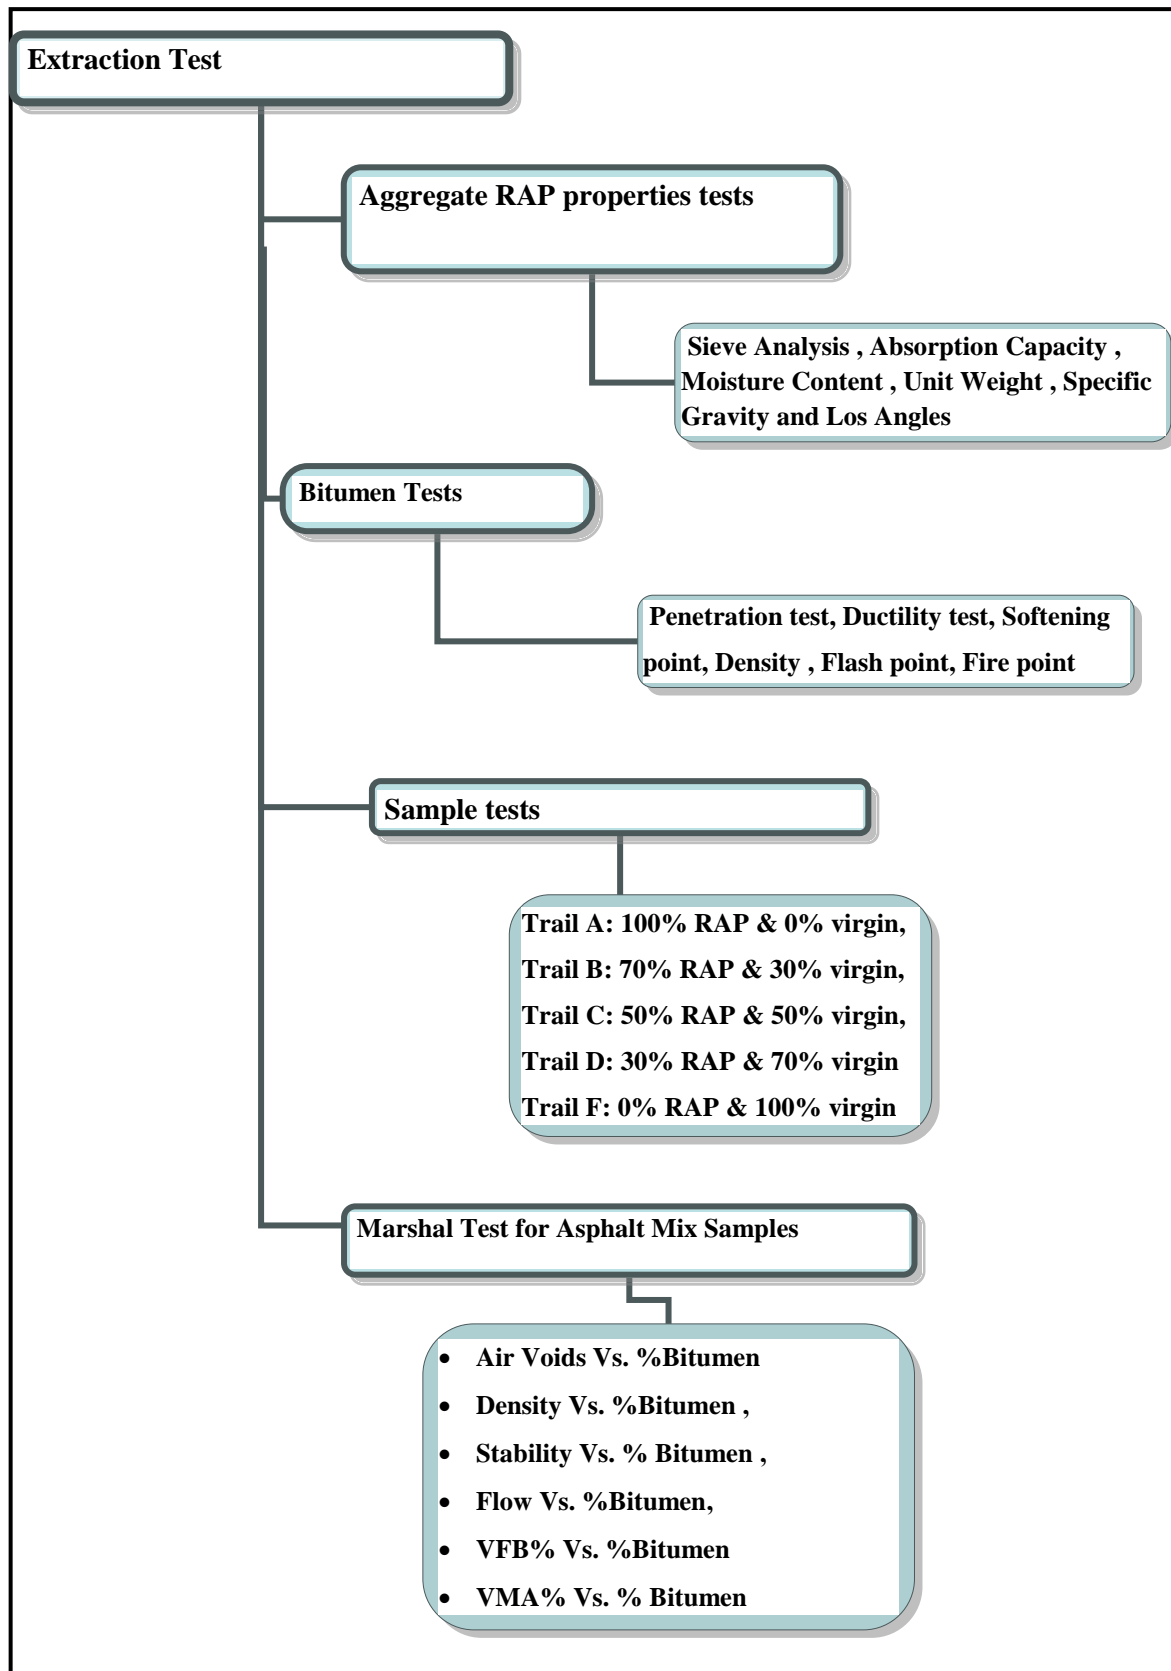 Extraction Test
Aggregate RAP properties tests
Sieve Analysis , Absorption Capacity ,
Moisture Content , Unit Weight , Specific
Gravity and Los Angles
Bitumen Tests
Penetration test, Ductility test, Softening
point, Density , Flash point, Fire point
Sample tests
Trail A: 100% RAP & 0% virgin,
Trail B: 70% RAP & 30% virgin,
Trail C: 50% RAP & 50% virgin,
Trail D: 30% RAP & 70% virgin
Trail F: 0% RAP & 100% virgin
Marshal Test for Asphalt Mix Samples
• Air Voids Vs. %Bitumen
• Density Vs. %Bitumen ,
• Stability Vs. % Bitumen ,
• Flow Vs. %Bitumen,
• VFB% Vs. %Bitumen
• VMA% Vs. % Bitumen